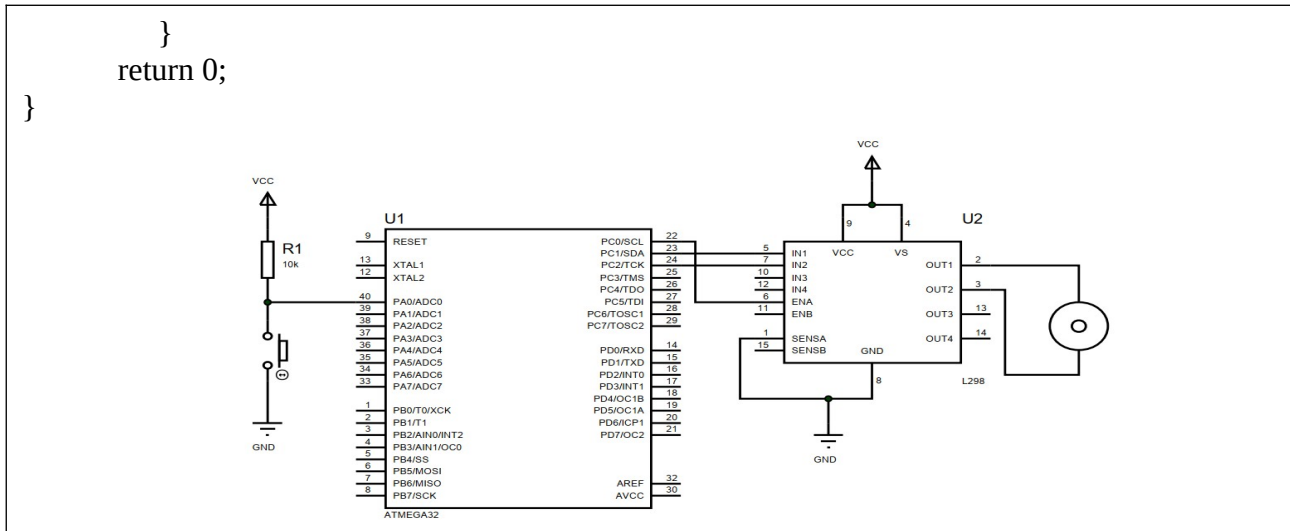 }
return 0;
}
VCC
R1
10k
GND
U1
9 RESET
13 XTAL1
12 XTAL2
40 PA0/ADC0
39 PA1/ADC1
38 PA2/ADC2
37 PA3/ADC3
36 PA4/ADC4
35 PA5/ADC5
34 PA6/ADC6
33 PA7/ADC7
1 PB0/T0/XCK
2 PB1/T1
3 PB2/AIN0/INT2
4 PB3/AIN1/OC0
5 PB4/SS
6 PB5/MOSI
7 PB6/MISO
8 PB7/SCK
PC0/SCL 22
PC1/SDA 23
PC2/TCK 24
PC3/TMS 25
PC4/TDO 26
PC5/TDI 27
PC6/TOSC1 28
PC7/TOSC2 29
PD0/RXD 14
PD1/TXD 15
PD2/INT0 16
PD3/INT1 17
PD4/OC1B 18
PD5/OC1A 19
PD6/ICP1 20
PD7/OC2 21
AREF 32
AVCC 30
ATMEGA32
VCC
U2
9
4
VCC
VS
5 IN1
7 IN2
10 IN3
12 IN4
6 ENA
11 ENB
1 SENSA
15 SENSB
GND
8
OUT1 2
OUT2 3
OUT3 13
OUT4 14
L298
GND